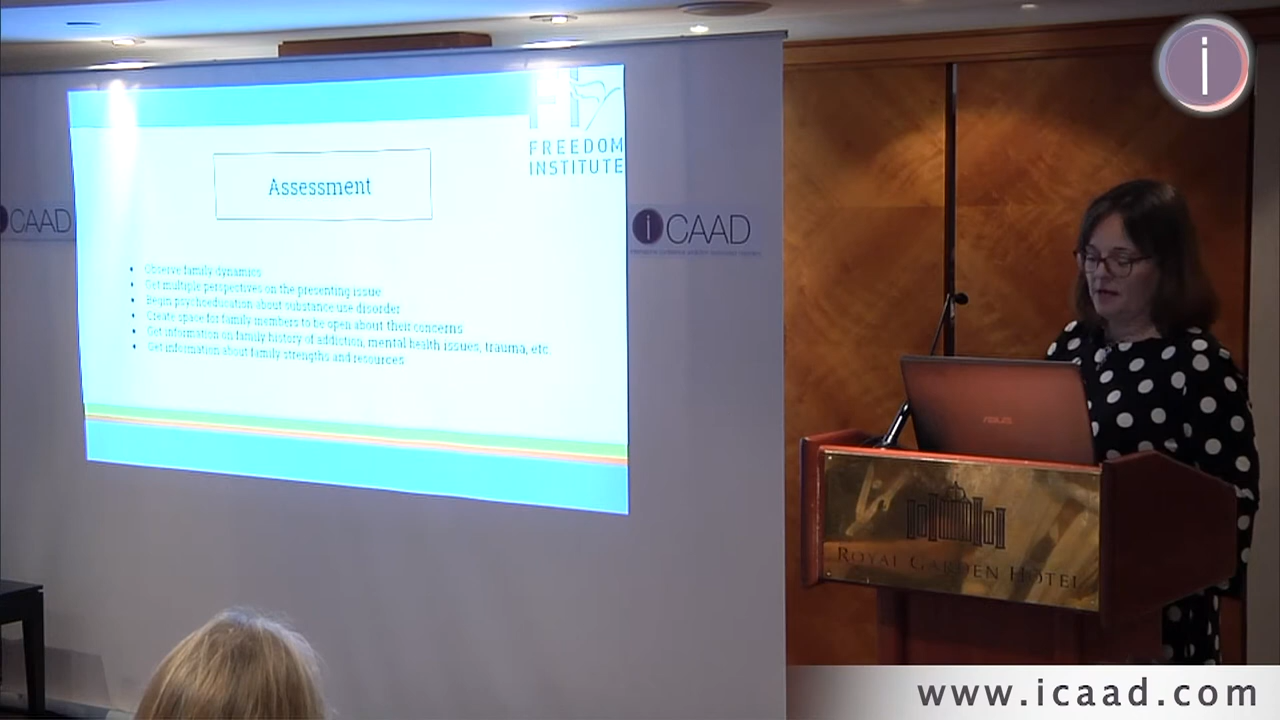 i
FREEDOM
INSTITUTE
Assessment
CAAD
iCAAD
• Observe family dynamics
• Get multiple perspectives on the presenting issue
• Begin psychoeducation about substance use disorder
• Create space for family members to be open about their concerns
• Get information on family history of addiction, mental health issues, trauma, etc.
• Get information about family strengths and resources
ASUS
ROYAL GARDEN HOTEL
www.icaad.com